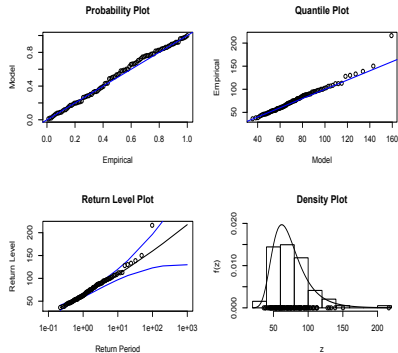 Probability Plot
Model
0.0 0.4 0.8
0.0 0.2 0.4 0.6 0.8 1.0
Empirical
Quantile Plot
Empirical
50 100 150 200
40 60 80 100 120 140 160
Model
Return Level Plot
Return Level
50 100 150 200
1e-01 1e+00 1e+01 1e+02 1e+03
Return Period
Density Plot
f(z)
0.000 0.010 0.020
50 100 150 200
z